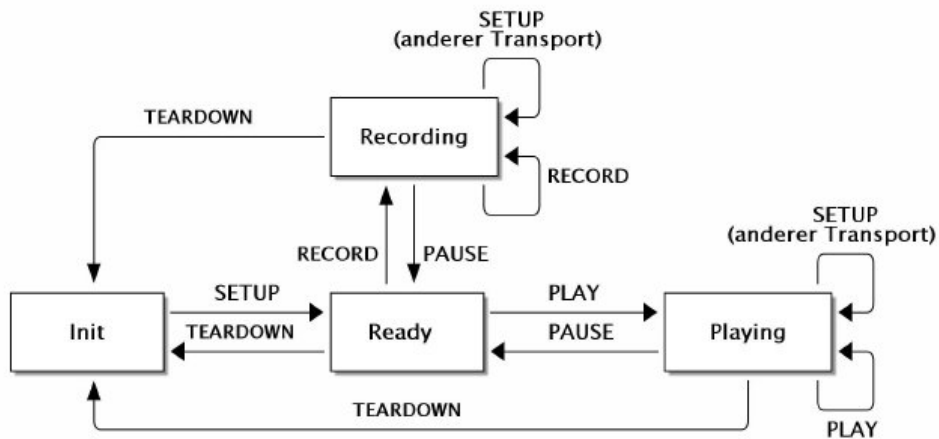 SETUP
(anderer Transport)
TEARDOWN
Recording
RECORD
SETUP
(anderer Transport)
RECORD
PAUSE
SETUP
PLAY
Init
TEARDOWN
Ready
PAUSE
Playing
TEARDOWN
PLAY